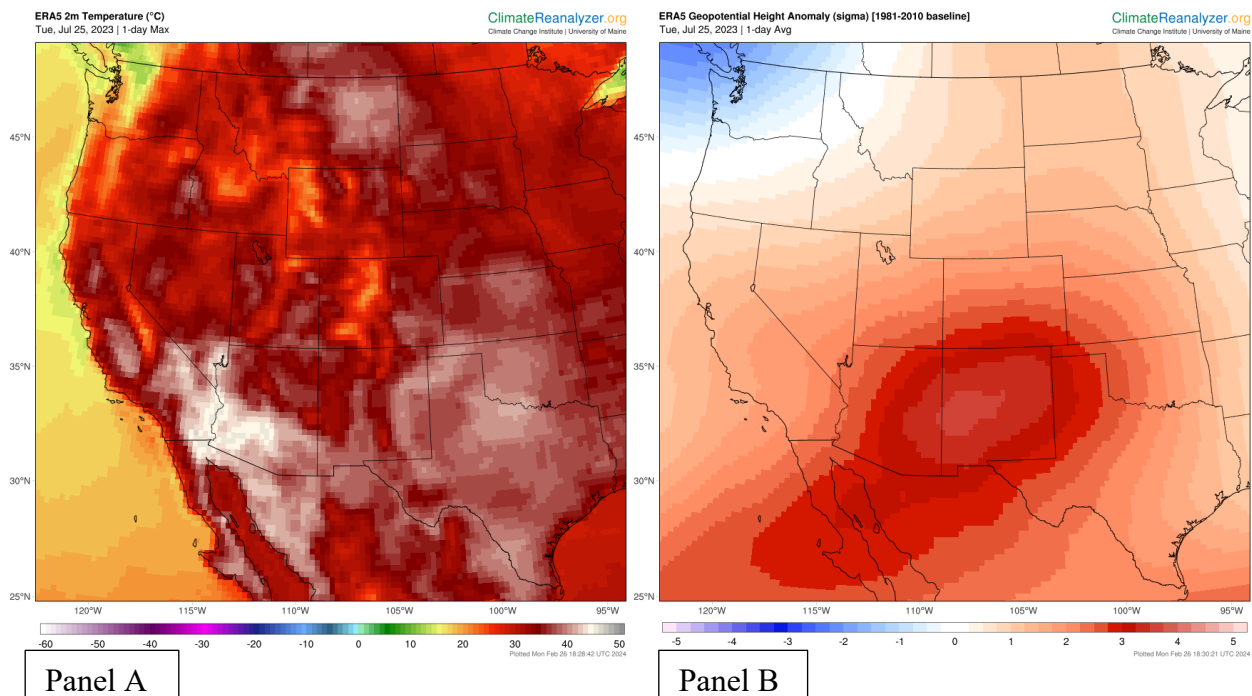 ERA5 2m Temperature (°C)
ClimateReanalyzer.org
Tue, Jul 25, 2023 | 1-day Max
Climate Change Institute | University of Maine
45°N
40°N
35°N
30°N
25°N
120°W 115°W 110°W 105°W 100°W 95°W
-60 -50 -40 -30 -20 -10 0 10 20 30 40 50
Plotted Mon Feb 26 18:28:42 UTC 2024
Panel A
ERA5 Geopotential Height Anomaly (sigma) [1981-2010 baseline]
ClimateReanalyzer.org
Tue, Jul 25, 2023 | 1-day Avg
Climate Change Institute | University of Maine
45°N
40°N
35°N
30°N
25°N
120°W 115°W 110°W 105°W 100°W 95°W
-5 -4 -3 -2 -1 0 1 2 3 4 5
Plotted Mon Feb 26 18:30:21 UTC 2024
Panel B